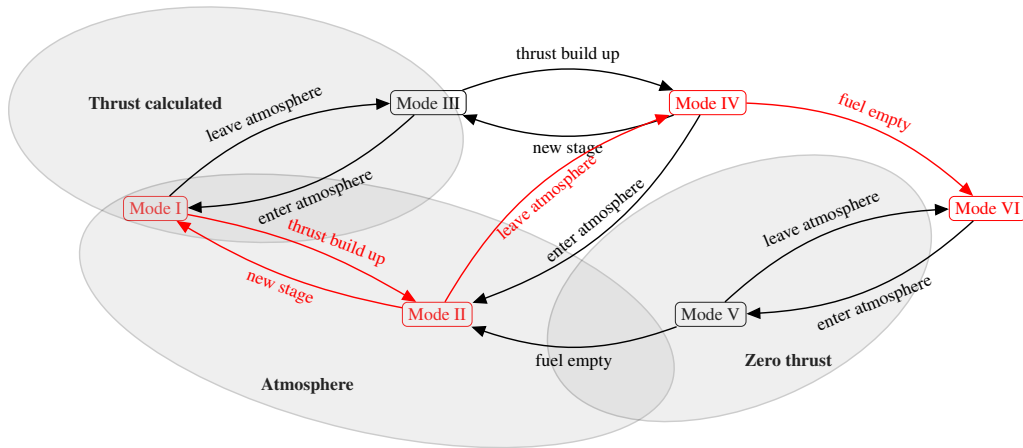 thrust build up
fuel empty
Thrust calculated
Mode III
Mode IV
leave atmosphere
new stage
leave atmosphere
enter atmosphere
enter atmosphere
leave atmosphere
Mode I
Mode VI
thrust build up
new stage
enter atmosphere
Mode II
Mode V
fuel empty
Zero thrust
Atmosphere